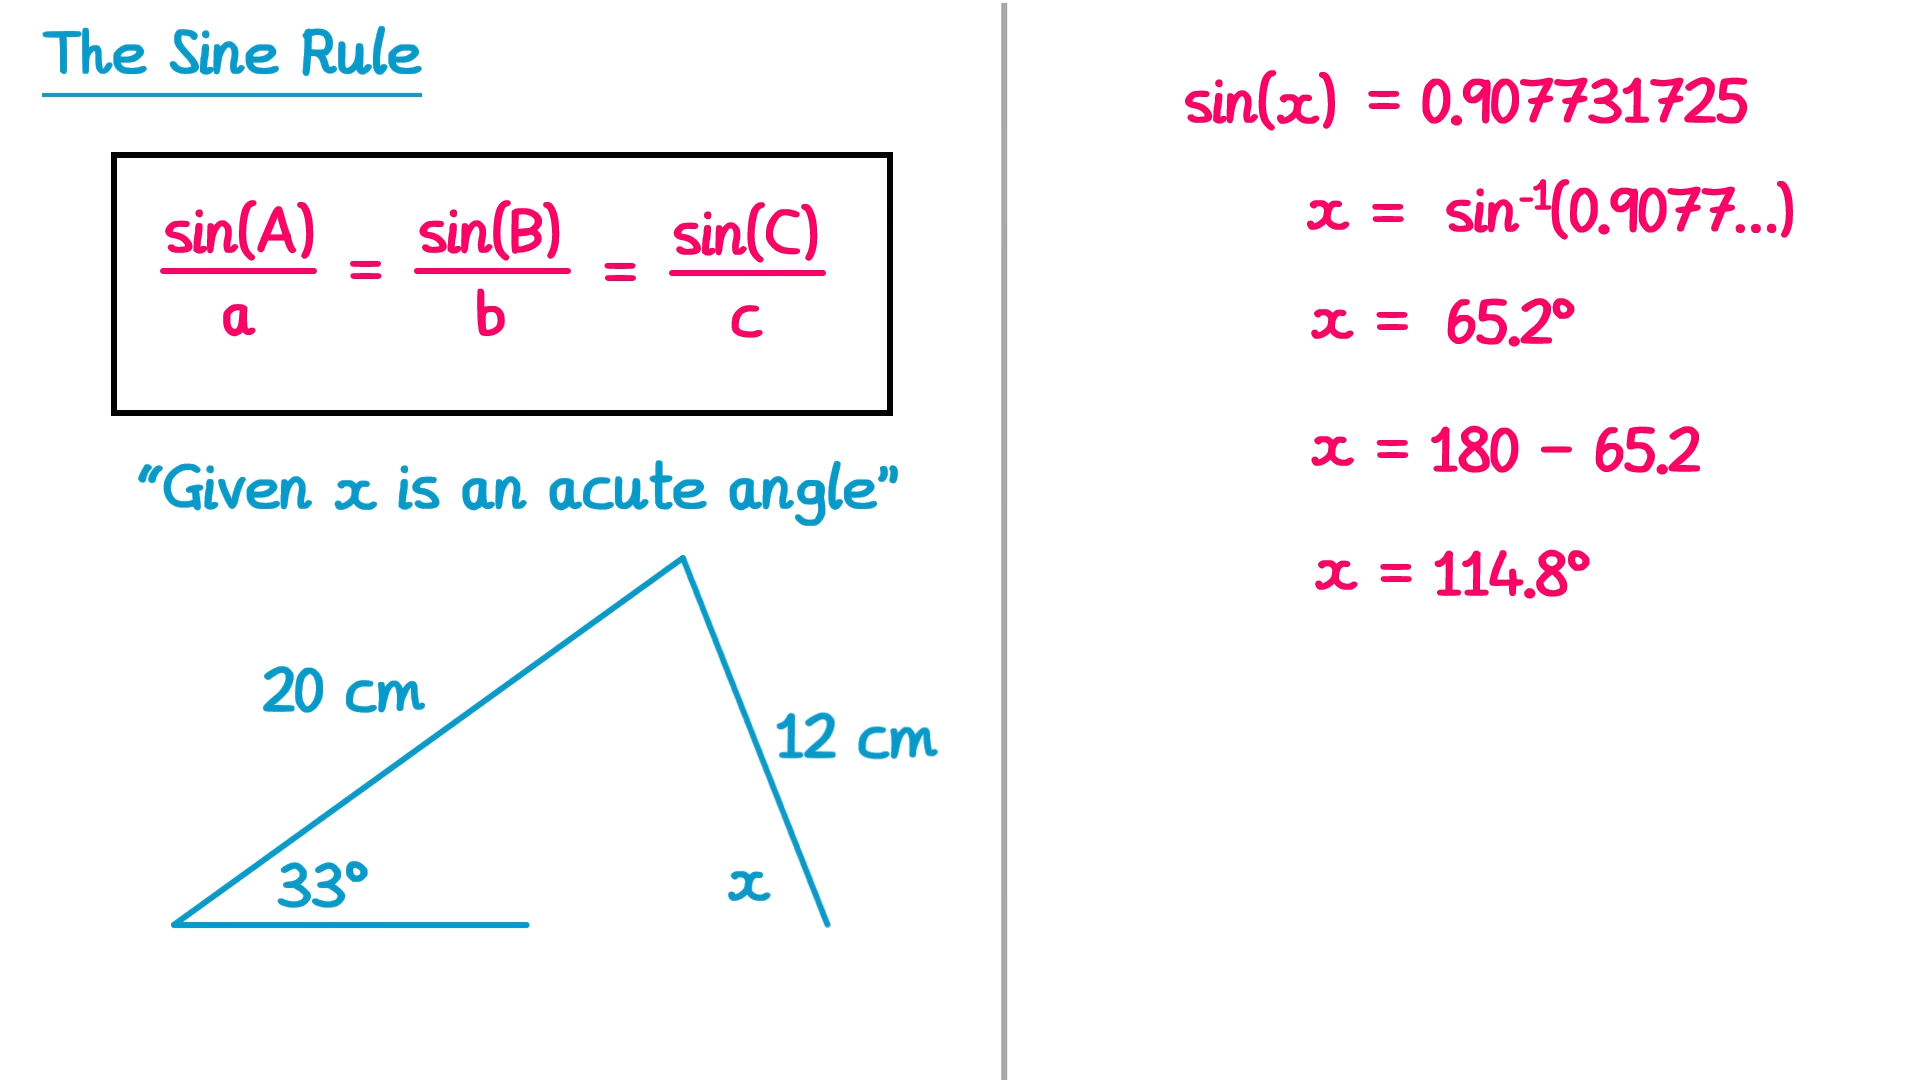 The Sine Rule
sin(A)/a = sin(B)/b = sin(C)/c
“Given x is an acute angle”
20 cm
12 cm
33°
x
sin(x) = 0.907731725
x = sin⁻¹(0.9077...)
x = 65.2°
x = 180 − 65.2
x = 114.8°